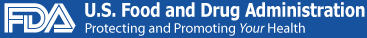 FDA U.S. Food and Drug Administration
Protecting and Promoting Your Health